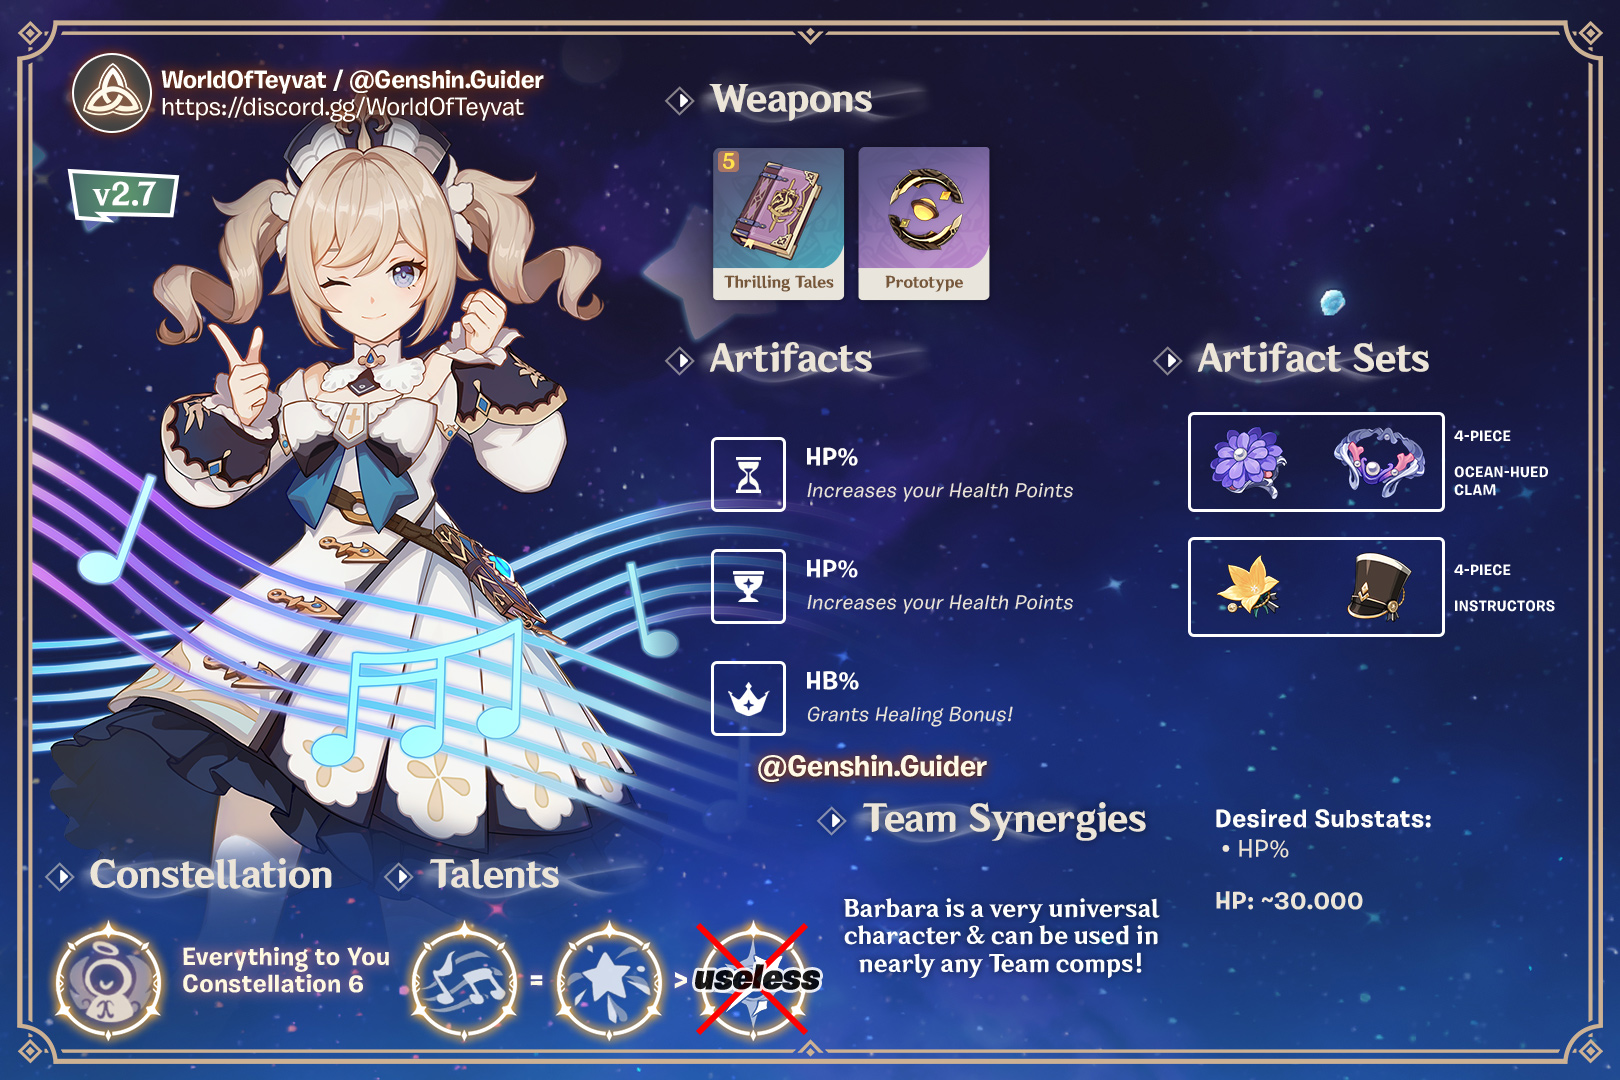 WorldOfTeyvat / @Genshin.Guider
https://discord.gg/WorldOfTeyvat
v2.7
Weapons
5
Thrilling Tales
Prototype
Artifacts
HP%
Increases your Health Points
HP%
Increases your Health Points
HB%
Grants Healing Bonus!
@Genshin.Guider
Artifact Sets
4-PIECE
OCEAN-HUED
CLAM
4-PIECE
INSTRUCTORS
Constellation
Everything to You
Constellation 6
Talents
=
>
useless
Team Synergies
Barbara is a very universal
character & can be used in
nearly any Team comps!
Desired Substats:
• HP%
HP: ~30.000